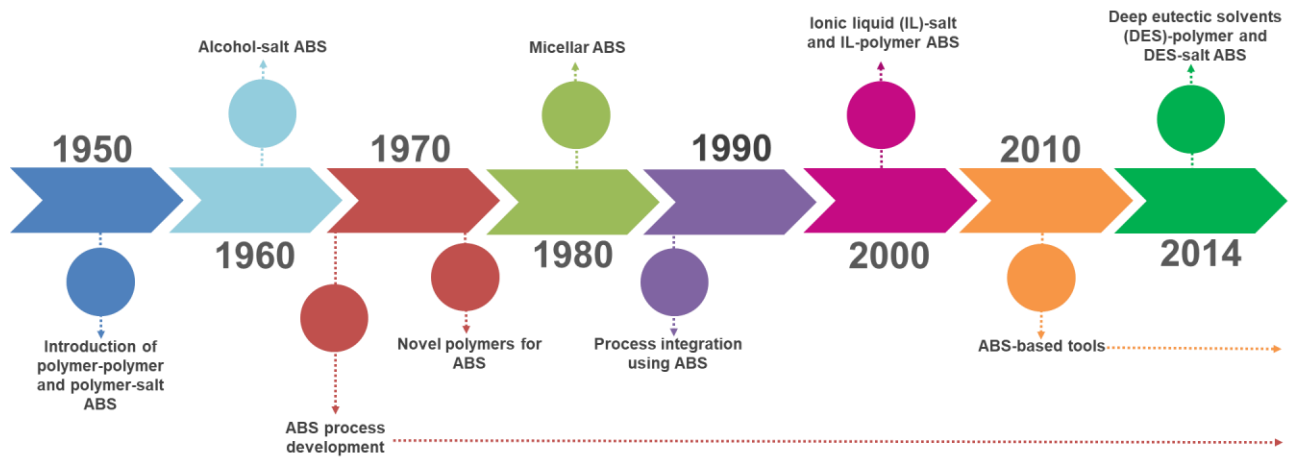 Alcohol-salt ABS
Micellar ABS
Ionic liquid (IL)-salt
and IL-polymer ABS
Deep eutectic solvents
(DES)-polymer and
DES-salt ABS
1950
1970
1990
2010
1960
1980
2000
2014
Introduction of
polymer-polymer
and polymer-salt
ABS
ABS process
development
Novel polymers for
ABS
Process integration
using ABS
ABS-based tools